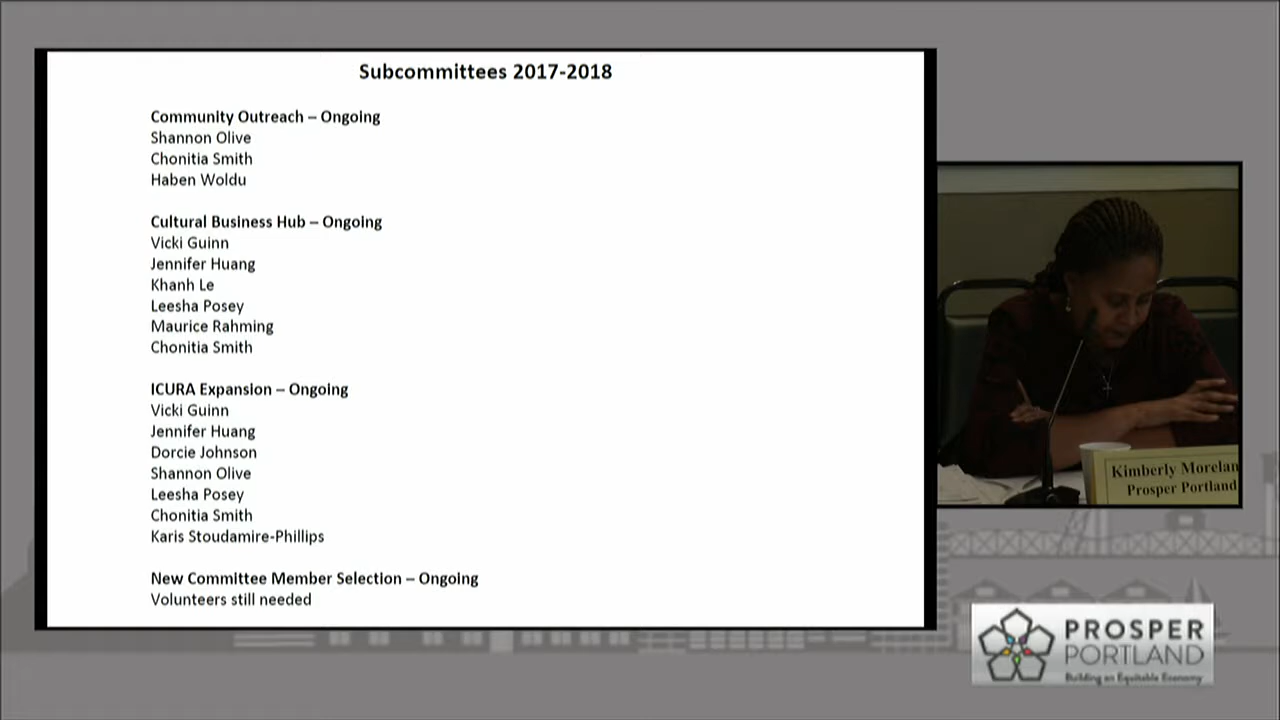 Subcommittees 2017-2018
Community Outreach – Ongoing
Shannon Olive
Chonitia Smith
Haben Woldu
Cultural Business Hub – Ongoing
Vicki Guinn
Jennifer Huang
Khanh Le
Leesha Posey
Maurice Rahming
Chonitia Smith
ICURA Expansion – Ongoing
Vicki Guinn
Jennifer Huang
Dorcie Johnson
Shannon Olive
Leesha Posey
Chonitia Smith
Karis Stoudamire-Phillips
New Committee Member Selection – Ongoing
Volunteers still needed
Kimberly Morelan
Prosper Portland
PROSPER
PORTLAND
Building an Equitable Economy